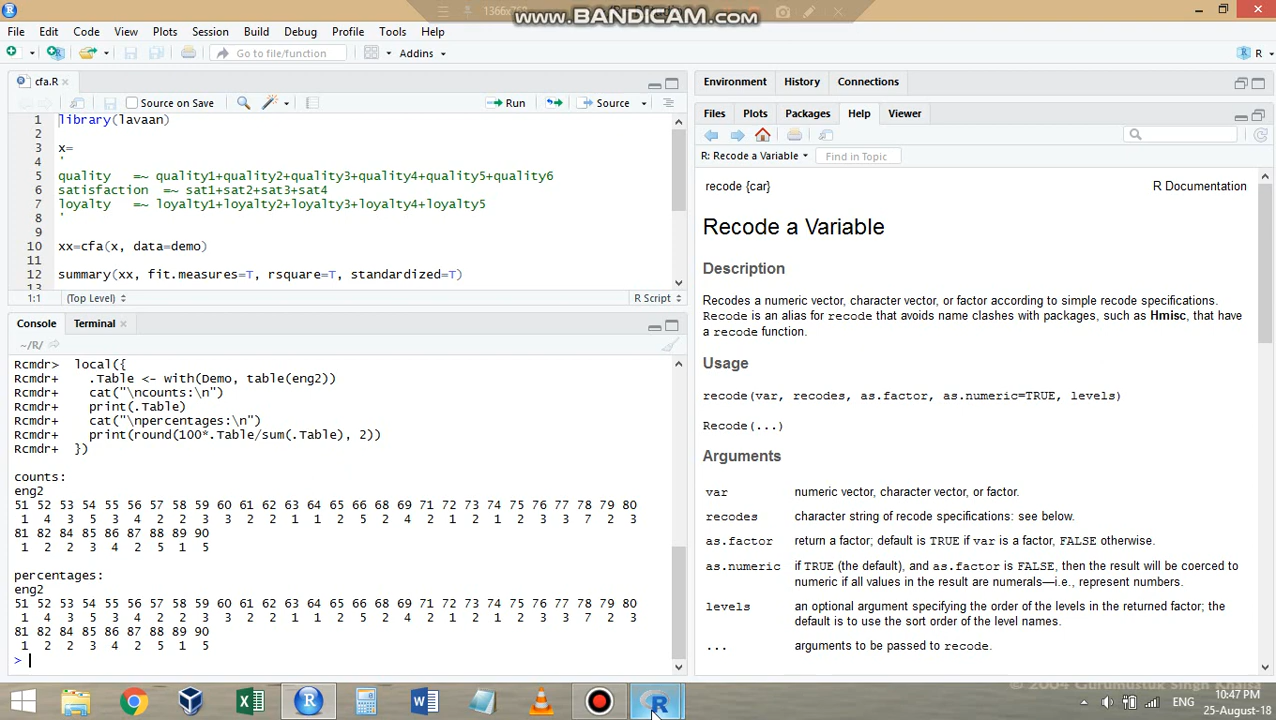 1366x768
www.BANDICAM.com
File Edit Code View Plots Session Build Debug Profile Tools Help
Go to file/function Addins R
cfa.R
Source on Save Run Source
1 library(lavaan)
2
3 x=
4 '
5 quality =~ quality1+quality2+quality3+quality4+quality5+quality6
6 satisfaction =~ sat1+sat2+sat3+sat4
7 loyalty =~ loyalty1+loyalty2+loyalty3+loyalty4+loyalty5
8 '
9
10 xx=cfa(x, data=demo)
11
12 summary(xx, fit.measures=T, rsquare=T, standardized=T)
13
1:1 (Top Level) R Script
Console Terminal
~/R/
Rcmdr> local({
Rcmdr+ .Table <- with(Demo, table(eng2))
Rcmdr+ cat("\ncounts:\n")
Rcmdr+ print(.Table)
Rcmdr+ cat("\npercentages:\n")
Rcmdr+ print(round(100*.Table/sum(.Table), 2))
Rcmdr+ })
counts:
eng2
51 52 53 54 55 56 57 58 59 60 61 62 63 64 65 66 68 69 71 72 73 74 75 76 77 78 79 80
1 4 3 5 3 4 2 2 3 3 2 2 1 1 2 5 2 4 2 1 2 1 2 3 3 7 2 3
81 82 84 85 86 87 88 89 90
1 2 2 3 4 2 5 1 5
percentages:
eng2
51 52 53 54 55 56 57 58 59 60 61 62 63 64 65 66 68 69 71 72 73 74 75 76 77 78 79 80
1 4 3 5 3 4 2 2 3 3 2 2 1 1 2 5 2 4 2 1 2 1 2 3 3 7 2 3
81 82 84 85 86 87 88 89 90
1 2 2 3 4 2 5 1 5
>
Environment History Connections
Files Plots Packages Help Viewer
R: Recode a Variable Find in Topic
recode {car} R Documentation
Recode a Variable
Description
Recodes a numeric vector, character vector, or factor according to simple recode specifications.
Recode is an alias for recode that avoids name clashes with packages, such as Hmisc, that have
a recode function.
Usage
recode(var, recodes, as.factor, as.numeric=TRUE, levels)
Recode(...)
Arguments
var numeric vector, character vector, or factor.
recodes character string of recode specifications: see below.
as.factor return a factor; default is TRUE if var is a factor, FALSE otherwise.
as.numeric if TRUE (the default), and as.factor is FALSE, then the result will be coerced to
numeric if all values in the result are numerals—i.e., represent numbers.
levels an optional argument specifying the order of the levels in the returned factor; the
default is to use the sort order of the level names.
... arguments to be passed to recode.
ENG
10:47 PM
25-August-18